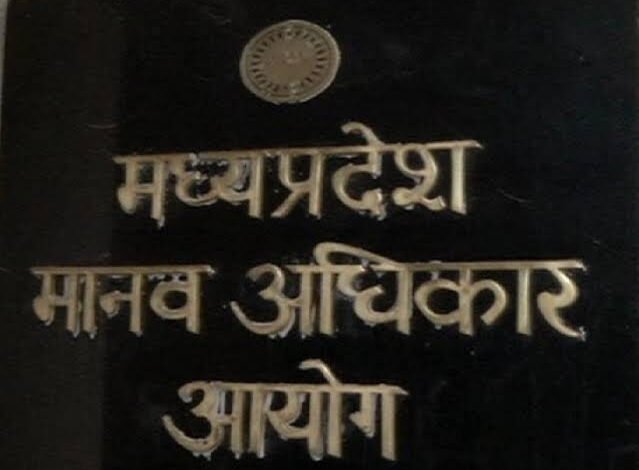 मध्यप्रदेश
मानव अधिकार
आयोग